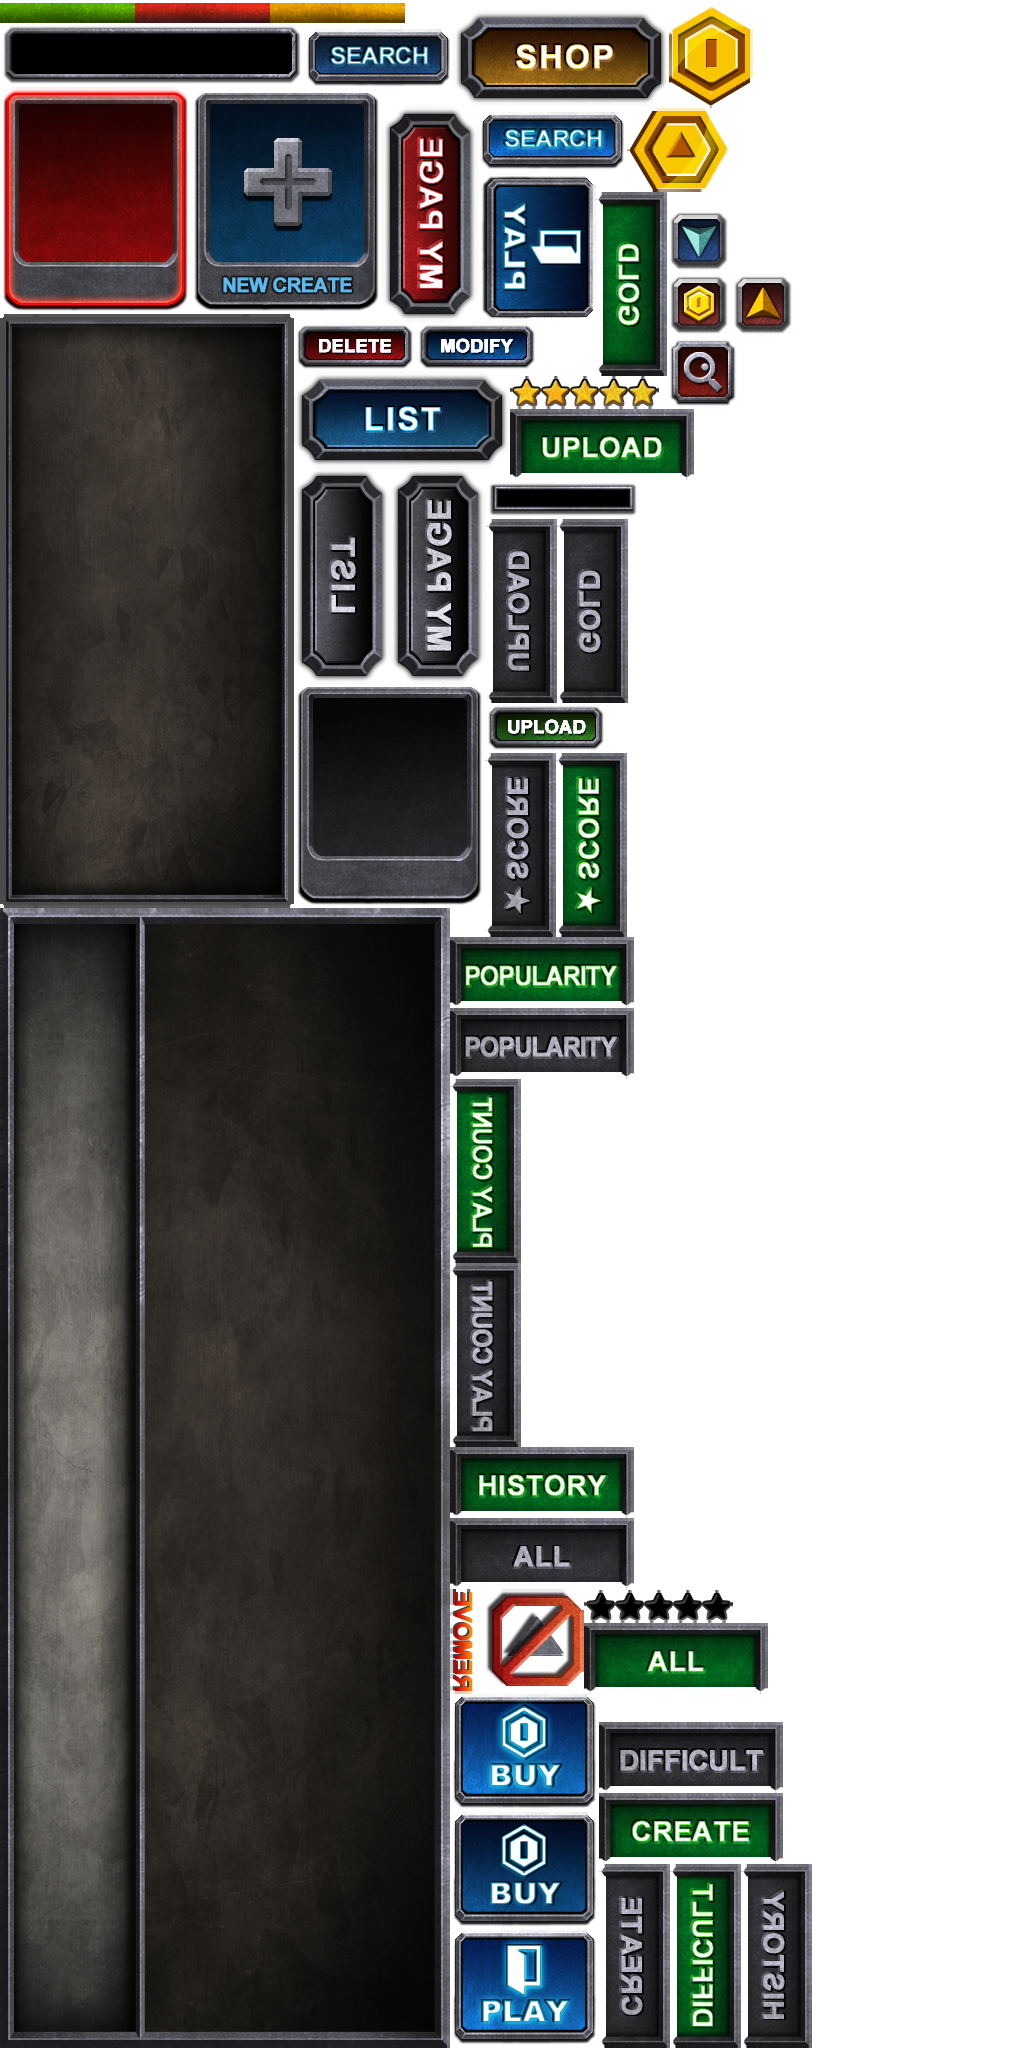 SEARCH
SHOP
SEARCH
MY PAGE
PLAY
GOLD
NEW CREATE
DELETE
MODIFY
LIST
UPLOAD
LIST
MY PAGE
UPLOAD
GOLD
UPLOAD
SCORE
SCORE
POPULARITY
POPULARITY
PLAY COUNT
PLAY COUNT
HISTORY
ALL
REMOVE
ALL
BUY
DIFFICULT
CREATE
BUY
CREATE
DIFFICULT
HISTORY
PLAY